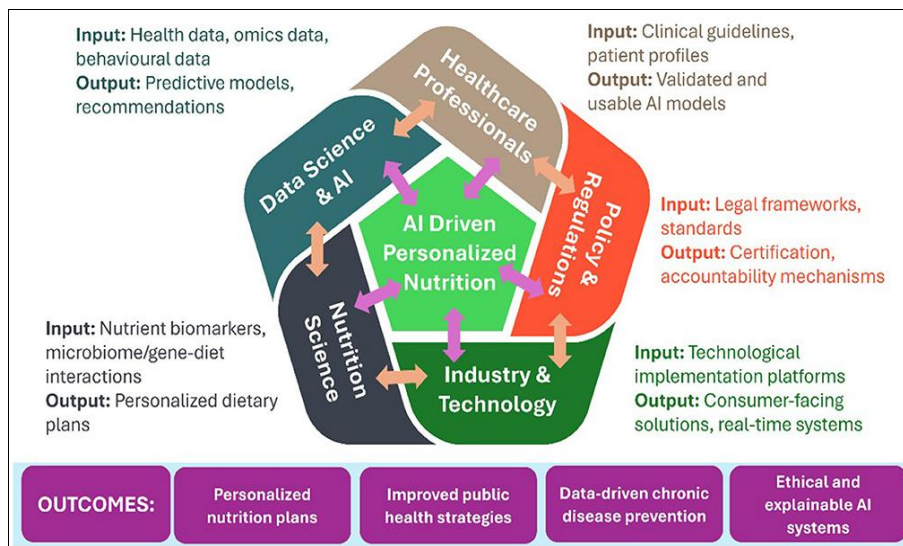 Input: Health data, omics data,
behavioural data
Output: Predictive models,
recommendations
Input: Clinical guidelines,
patient profiles
Output: Validated and
usable AI models
Healthcare
Professionals
Data Science
& AI
AI Driven
Personalized
Nutrition
Policy &
Regulations
Input: Legal frameworks,
standards
Output: Certification,
accountability mechanisms
Input: Nutrient biomarkers,
microbiome/gene-diet
interactions
Output: Personalized dietary
plans
Nutrition
Science
Industry &
Technology
Input: Technological
implementation platforms
Output: Consumer-facing
solutions, real-time systems
OUTCOMES:
Personalized
nutrition plans
Improved public
health strategies
Data-driven chronic
disease prevention
Ethical and
explainable AI
systems